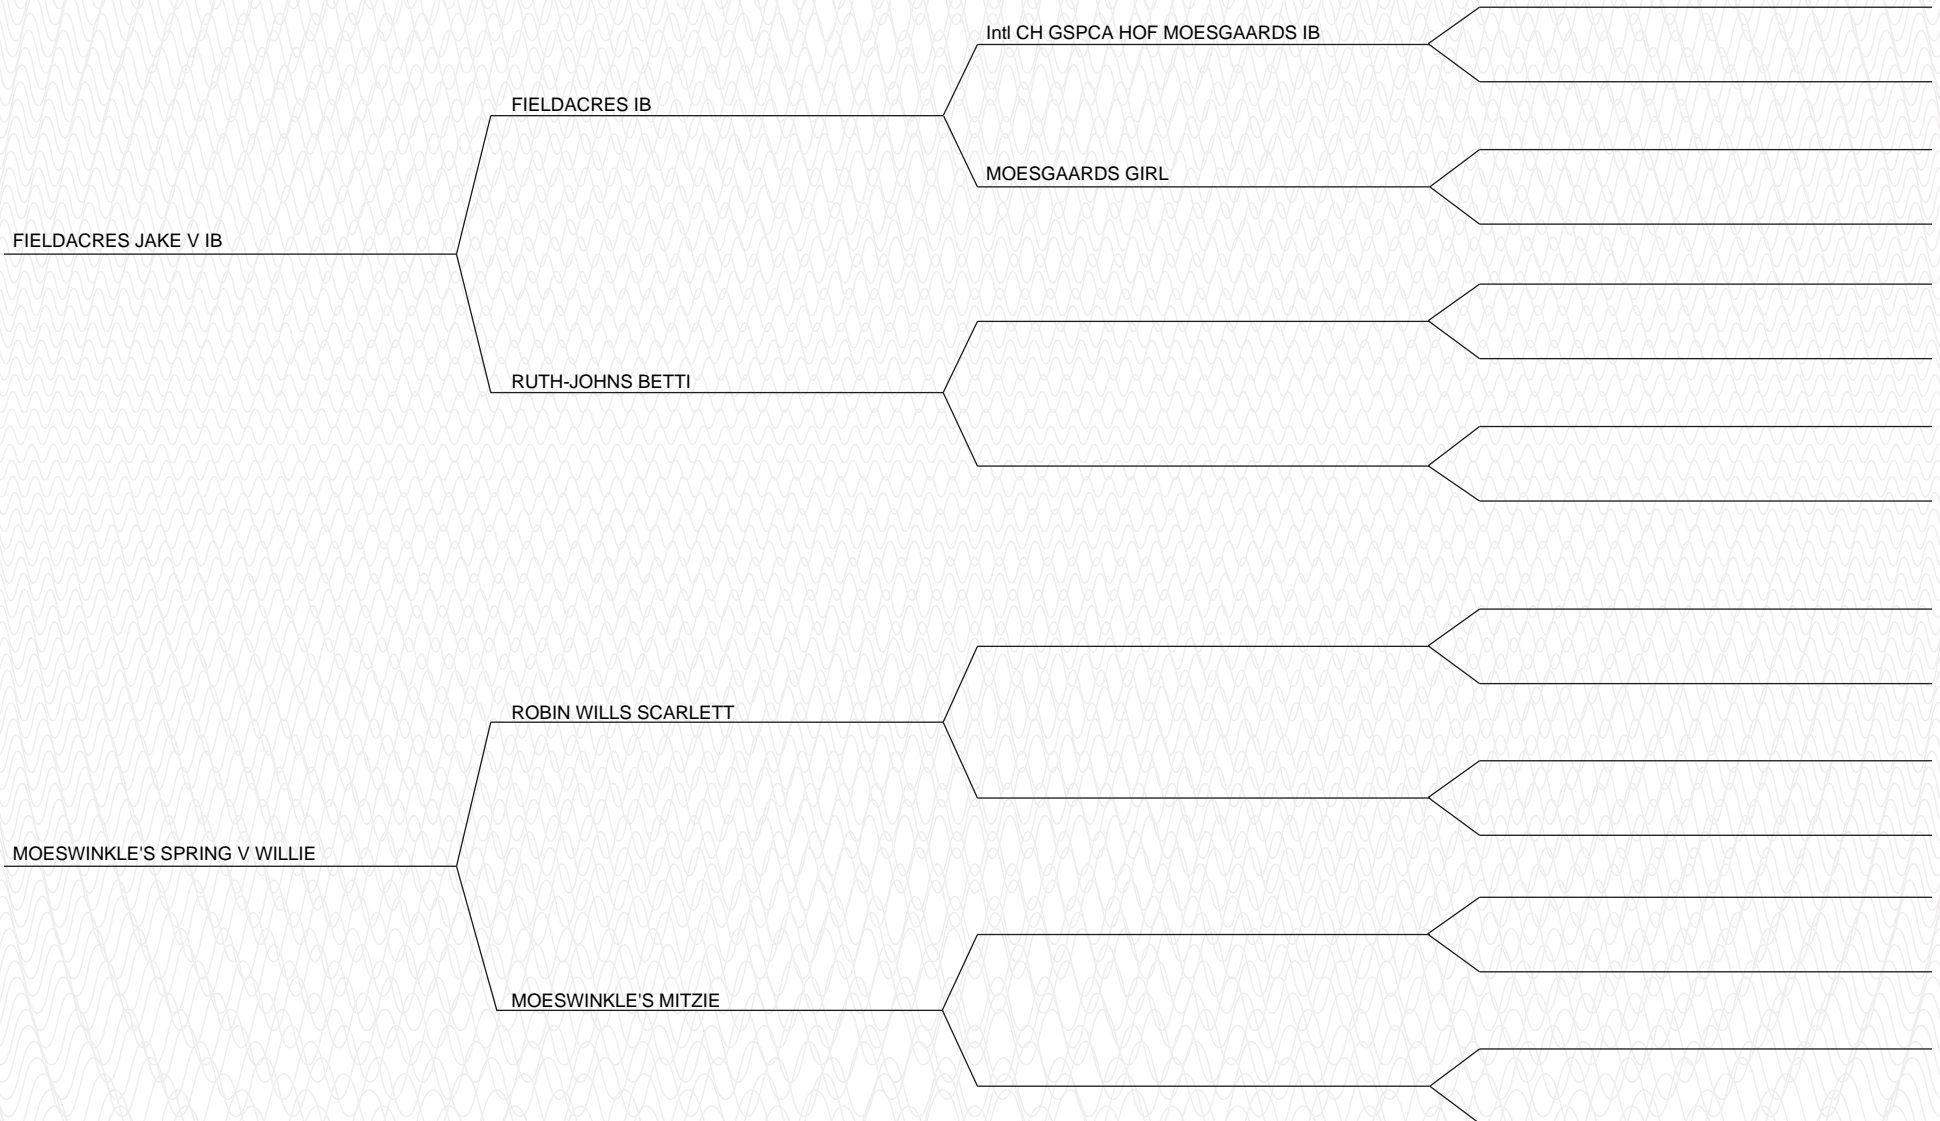 Intl CH GSPCA HOF MOESGAARDS IB
FIELDACRES IB
MOESGAARDS GIRL
FIELDACRES JAKE V IB
RUTH-JOHNS BETTI
ROBIN WILLS SCARLETT
MOESWINKLE'S SPRING V WILLIE
MOESWINKLE'S MITZIE